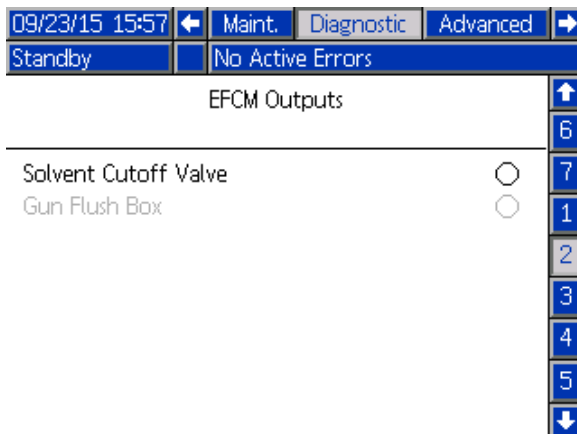 09/23/15 15:57 Maint. Diagnostic Advanced
Standby No Active Errors
EFCM Outputs
6
Solvent Cutoff Valve 7
Gun Flush Box 1
2
3
4
5